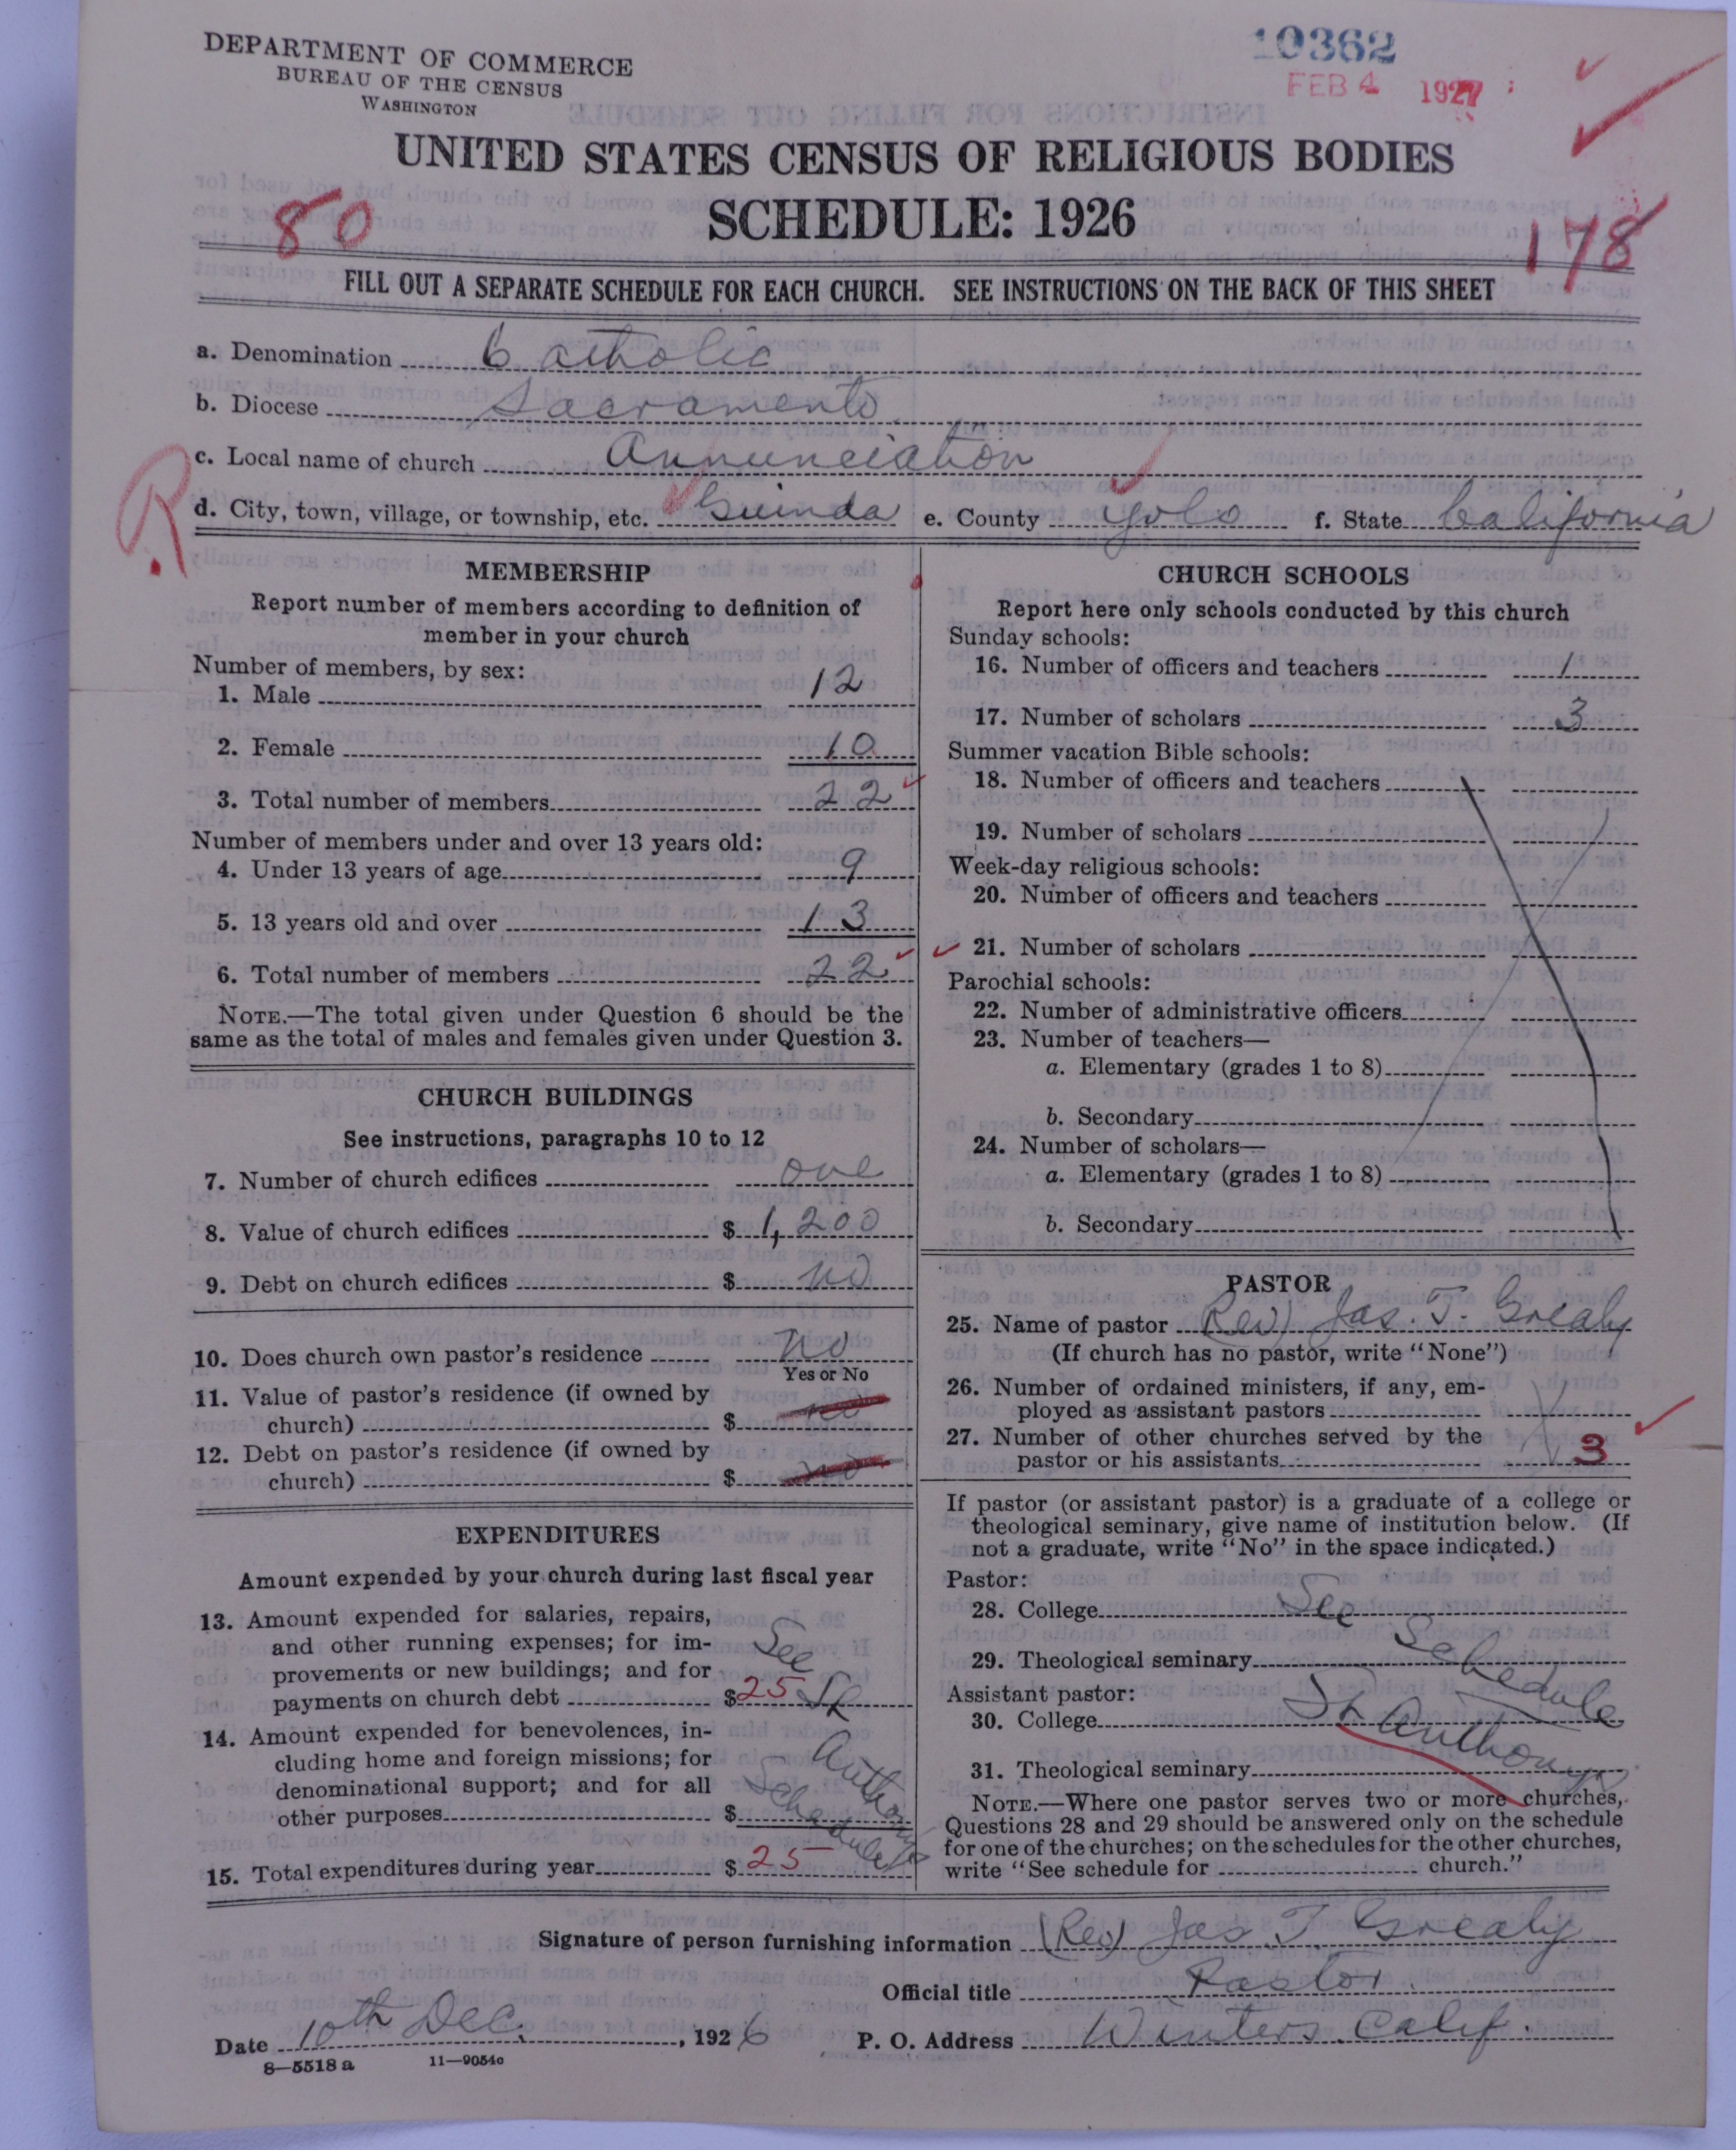 DEPARTMENT OF COMMERCE
BUREAU OF THE CENSUS
WASHINGTON
10362
FEB 4 1927
UNITED STATES CENSUS OF RELIGIOUS BODIES
SCHEDULE: 1926
80
178
FILL OUT A SEPARATE SCHEDULE FOR EACH CHURCH. SEE INSTRUCTIONS ON THE BACK OF THIS SHEET
a. Denomination Catholic
b. Diocese Sacramento
c. Local name of church Annunciation
R
d. City, town, village, or township, etc. Guinda e. County Yolo f. State California
MEMBERSHIP
Report number of members according to definition of
member in your church
Number of members, by sex:
1. Male 12
2. Female 10
3. Total number of members 22
Number of members under and over 13 years old:
4. Under 13 years of age 9
5. 13 years old and over 13
6. Total number of members 22
NOTE.—The total given under Question 6 should be the
same as the total of males and females given under Question 3.
CHURCH BUILDINGS
See instructions, paragraphs 10 to 12
7. Number of church edifices one
8. Value of church edifices $ 1,200
9. Debt on church edifices $ no
10. Does church own pastor's residence no
Yes or No
11. Value of pastor's residence (if owned by
church) $ no
12. Debt on pastor's residence (if owned by
church) $ no
EXPENDITURES
Amount expended by your church during last fiscal year
13. Amount expended for salaries, repairs,
and other running expenses; for im-
provements or new buildings; and for
payments on church debt $ 25 See St
14. Amount expended for benevolences, in-
cluding home and foreign missions; for
denominational support; and for all
other purposes $ Anthony Schedule
15. Total expenditures during year $ 25
CHURCH SCHOOLS
Report here only schools conducted by this church
Sunday schools:
16. Number of officers and teachers 1
17. Number of scholars 3
Summer vacation Bible schools:
18. Number of officers and teachers
19. Number of scholars
Week-day religious schools:
20. Number of officers and teachers
21. Number of scholars
Parochial schools:
22. Number of administrative officers
23. Number of teachers—
a. Elementary (grades 1 to 8)
b. Secondary
24. Number of scholars—
a. Elementary (grades 1 to 8)
b. Secondary
PASTOR
25. Name of pastor (Rev) Jas. T. Grealy
(If church has no pastor, write "None")
26. Number of ordained ministers, if any, em-
ployed as assistant pastors
27. Number of other churches served by the
pastor or his assistants 3
If pastor (or assistant pastor) is a graduate of a college or
theological seminary, give name of institution below. (If
not a graduate, write "No" in the space indicated.)
Pastor:
28. College See
29. Theological seminary Schedule
Assistant pastor:
30. College St Anthony
31. Theological seminary
NOTE.—Where one pastor serves two or more churches,
Questions 28 and 29 should be answered only on the schedule
for one of the churches; on the schedules for the other churches,
write "See schedule for church."
Signature of person furnishing information (Rev) Jas T. Grealy
Official title Pastor
Date 10th Dec. , 1926 P. O. Address Winters Calif.
8—5518 a 11—9054c